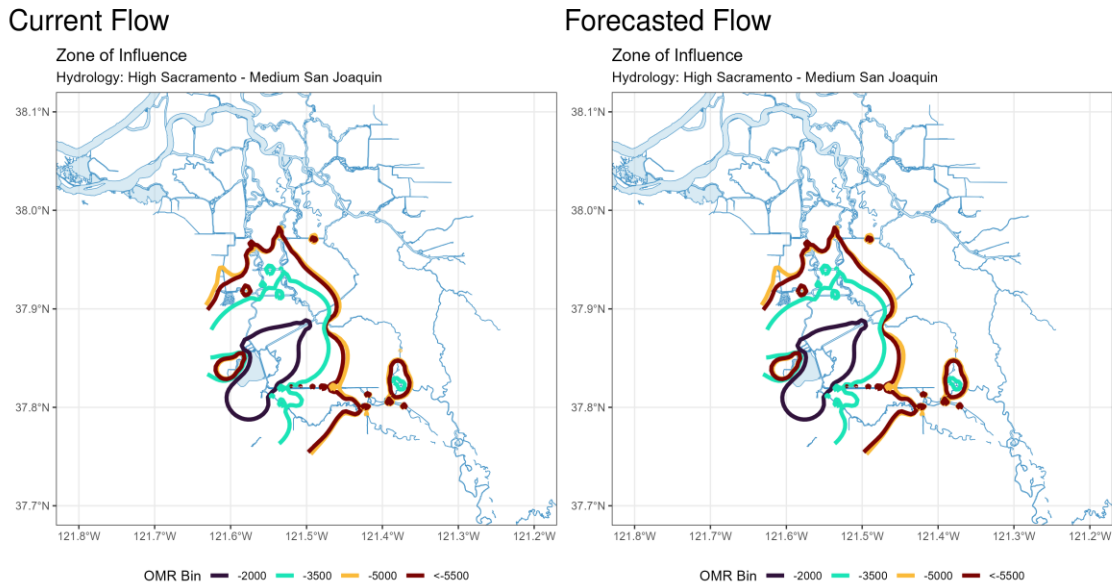 Current Flow
Zone of Influence
Hydrology: High Sacramento - Medium San Joaquin
38.1°N
38.0°N
37.9°N
37.8°N
37.7°N
121.8°W 121.7°W 121.6°W 121.5°W 121.4°W 121.3°W 121.2°W
OMR Bin -2000 -3500 -5000 <-5500
Forecasted Flow
Zone of Influence
Hydrology: High Sacramento - Medium San Joaquin
38.1°N
38.0°N
37.9°N
37.8°N
37.7°N
121.8°W 121.7°W 121.6°W 121.5°W 121.4°W 121.3°W 121.2°W
OMR Bin -2000 -3500 -5000 <-5500